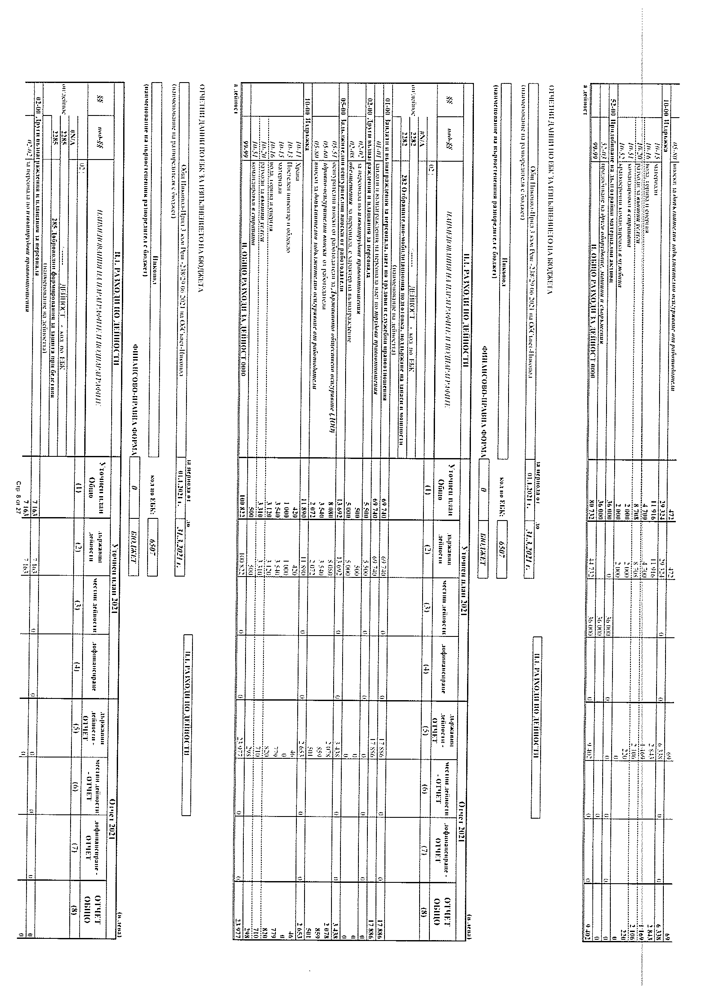 05-80 вноски за допълнително задължително осигуряване от работодатели 472 472 69
10-00 Издръжка 29 324 29 324 0 0 6 338 0 6 338
10-15 материали 11 916 11 916 2 843 2 843
10-16 вода, горива и енергия 4 700 4 700 1 169 1 169
10-20 разходи за външни услуги 8 708 8 708 2 106 2 106
10-51 командировки в страната 2 000 2 000 220 220
10-52 краткосрочни командировки в чужбина 2 000 2 000 0 0
52-00 Придобиване на дълготрайни материални активи 36 000 0 36 000 0 0 0 0 0
52-03 придобиване на друго оборудване, машини и съоръжения 36 000 36 000 0 0
99-99 II. ОБЩО РАЗХОДИ ЗА ДЕЙНОСТ 0000 80 732 44 732 36 000 0 9 402 0 0 9 402
а дейност
ОТЧЕТНИ ДАННИ ПО ЕБК ЗА ИЗПЪЛНЕНИЕТО НА БЮДЖЕТА
за периода от до
Общ Никопол-Прил 3 към Реш -238/29 06 2021 на ОбСъвет-Никопол 01.1.2021 г. 31.3.2021 г. II.1. РАЗХОДИ ПО ДЕЙНОСТИ
(наименование на разпоредителя с бюджет)
Никопол код по ЕБК: 6507
(наименование на първостепенния разпоредител с бюджет)
ФИНАНСОВО-ПРАВНА ФОРМА 0 БЮДЖЕТ
(в лева)
II.1. РАЗХОДИ ПО ДЕЙНОСТИ Уточнен план 2021 Отчет 2021
§§ под-§§ НАИМЕНОВАНИЯ НА ПАРАГРАФИТЕ И ПОДПАРАГРАФИТЕ Уточнен план Общо държавни дейности местни дейности дофинансиране държавни дейности - ОТЧЕТ местни дейности - ОТЧЕТ дофинансиране - ОТЧЕТ ОТЧЕТ ОБЩО
02 (1) (2) (3) (4) (5) (6) (7) (8)
#N/A
2282 ДЕЙНОСТ - код по ЕБК
2282 282 Отбранително-мобилизационна подготовка, поддържане на запаси и мощности
(наименование на дейността)
01-00 Заплати и възнаграждения за персонала, нает по трудови и служебни правоотношения 69 740 69 740 0 0 17 886 0 0 17 886
01-01 заплати и възнаграждения на персонала нает по трудови правоотношения 69 740 69 740 17 886 17 886
02-00 Други възнаграждения и плащания за персонала 5 500 5 500 0 0 0 0 0 0
02-02 за персонала по извънтрудови правоотношения 500 500 0 0
02-08 обезщетения за персонала, с характер на възнаграждение 5 000 5 000 0 0
05-00 Задължителни осигурителни вноски от работодатели 13 692 13 692 0 0 3 438 0 0 3 438
05-51 осигурителни вноски от работодатели за Държавното обществено осигуряване (ДОО) 8 080 8 080 2 078 2 078
05-60 здравно-осигурителни вноски от работодатели 3 540 3 540 859 859
05-80 вноски за допълнително задължително осигуряване от работодатели 2 072 2 072 501 501
10-00 Издръжка 11 890 11 890 0 0 2 653 0 0 2 653
10-11 Храна 420 420 46 46
10-13 Постелен инвентар и облекло 1 000 1 000 0 0
10-15 материали 3 540 3 540 779 779
10-16 вода, горива и енергия 3 120 3 120 820 820
10-20 разходи за външни услуги 3 310 3 310 710 710
10-51 командировки в страната 500 500 298 298
99-99 II. ОБЩО РАЗХОДИ ЗА ДЕЙНОСТ 0000 100 822 100 822 0 0 23 977 0 0 23 977
а дейност
ОТЧЕТНИ ДАННИ ПО ЕБК ЗА ИЗПЪЛНЕНИЕТО НА БЮДЖЕТА
за периода от до
Общ Никопол-Прил 3 към Реш -238/29 06 2021 на ОбСъвет-Никопол 01.1.2021 г. 31.3.2021 г. II.1. РАЗХОДИ ПО ДЕЙНОСТИ
(наименование на разпоредителя с бюджет)
Никопол код по ЕБК: 6507
(наименование на първостепенния разпоредител с бюджет)
ФИНАНСОВО-ПРАВНА ФОРМА 0 БЮДЖЕТ
(в лева)
II.1. РАЗХОДИ ПО ДЕЙНОСТИ Уточнен план 2021 Отчет 2021
§§ под-§§ НАИМЕНОВАНИЯ НА ПАРАГРАФИТЕ И ПОДПАРАГРАФИТЕ Уточнен план Общо държавни дейности местни дейности дофинансиране държавни дейности - ОТЧЕТ местни дейности - ОТЧЕТ дофинансиране - ОТЧЕТ ОТЧЕТ ОБЩО
02 (1) (2) (3) (4) (5) (6) (7) (8)
#N/A
2285 ДЕЙНОСТ - код по ЕБК
2285 285 Доброволни формирования за защита при бедствия
(наименование на дейността)
02-00 Други възнаграждения и плащания за персонала 7 163 7 163 0 0 0 0 0 0
02-02 за персонала по извънтрудови правоотношения 7 163 7 163 0 0
Стр 8 от 27